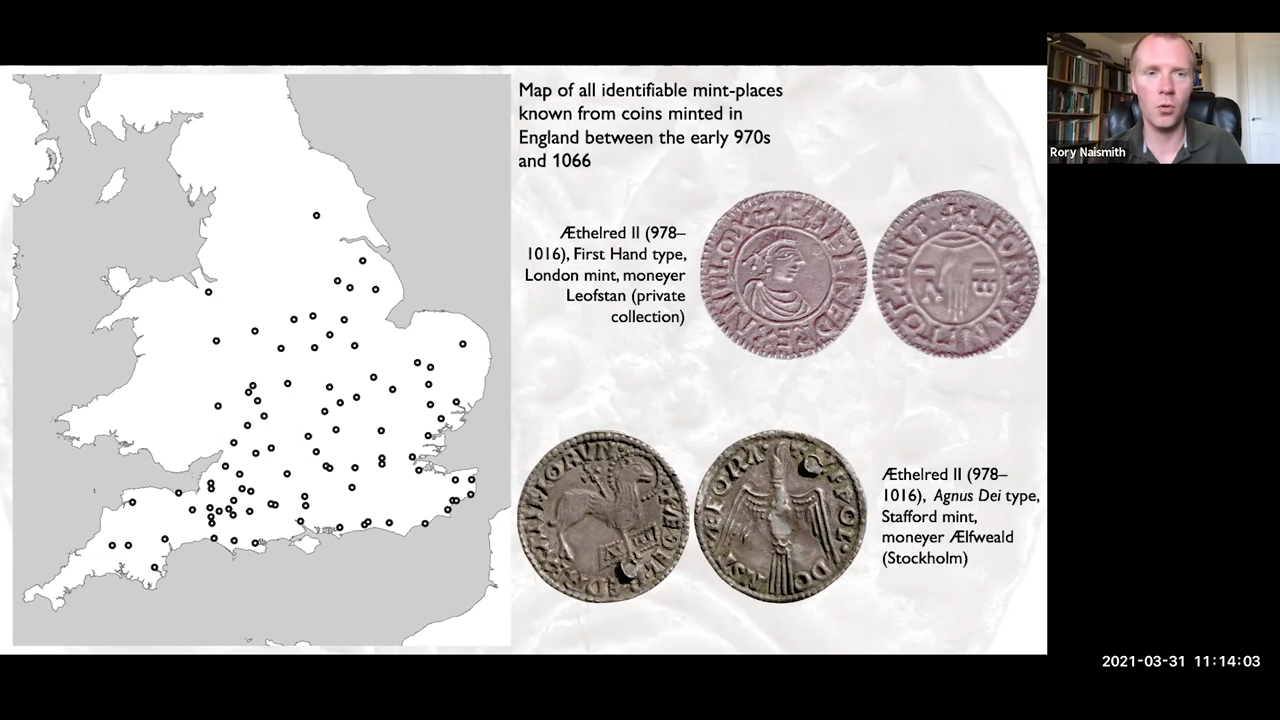 Map of all identifiable mint-places
known from coins minted in
England between the early 970s
and 1066
Æthelred II (978–
1016), First Hand type,
London mint, moneyer
Leofstan (private
collection)
Æthelred II (978–
1016), Agnus Dei type,
Stafford mint,
moneyer Ælfweald
(Stockholm)
Rory Naismith
2021-03-31 11:14:03